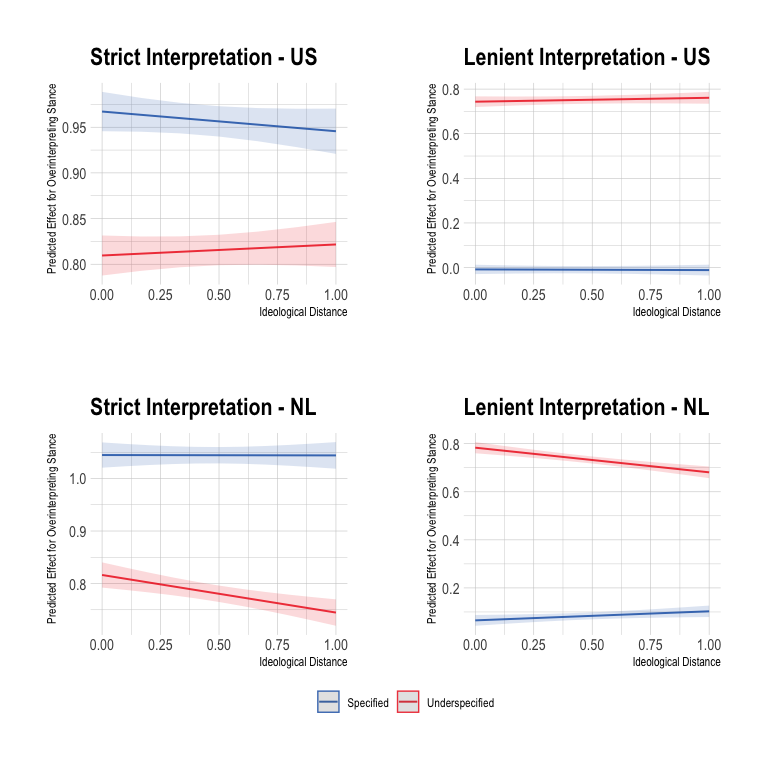 Strict Interpretation - US
Predicted Effect for Overinterpreting Stance
0.95
0.90
0.85
0.80
0.00 0.25 0.50 0.75 1.00
Ideological Distance
Lenient Interpretation - US
Predicted Effect for Overinterpreting Stance
0.8
0.6
0.4
0.2
0.0
0.00 0.25 0.50 0.75 1.00
Ideological Distance
Strict Interpretation - NL
Predicted Effect for Overinterpreting Stance
1.0
0.9
0.8
0.00 0.25 0.50 0.75 1.00
Ideological Distance
Lenient Interpretation - NL
Predicted Effect for Overinterpreting Stance
0.8
0.6
0.4
0.2
0.00 0.25 0.50 0.75 1.00
Ideological Distance
Specified Underspecified